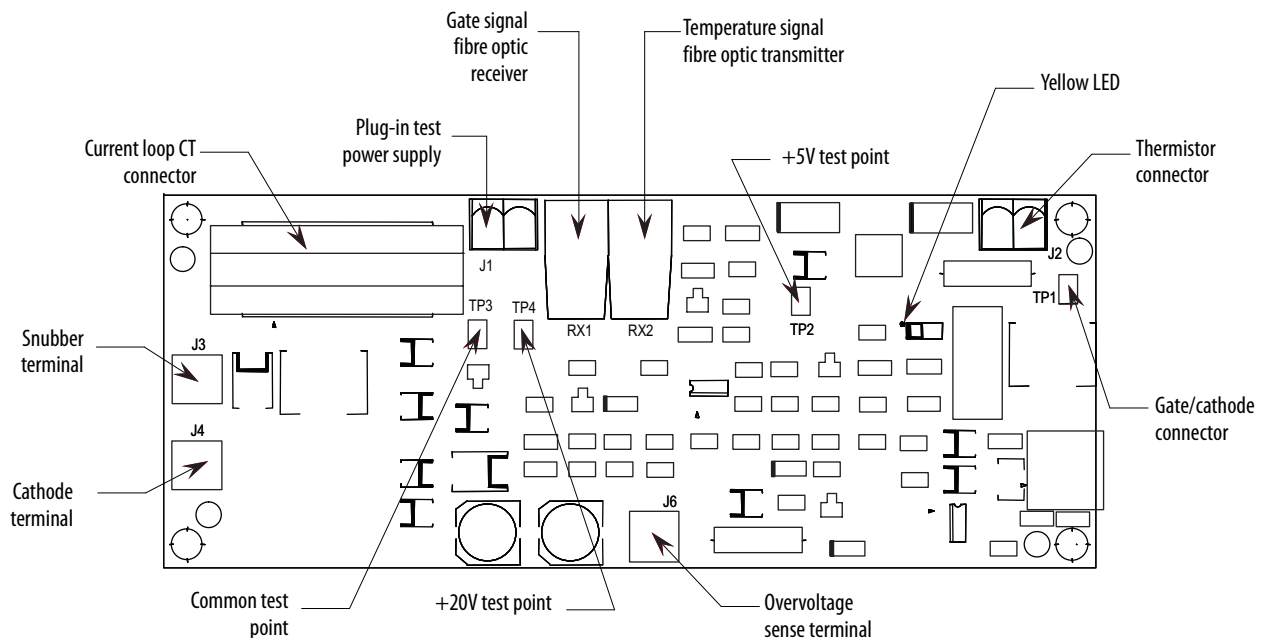 Gate signal
fibre optic
receiver
Temperature signal
fibre optic transmitter
Yellow LED
Plug-in test
power supply
Current loop CT
connector
+5V test point
Thermistor
connector
J1
J2
TP3
TP4
RX1
RX2
TP2
TP1
Snubber
terminal
J3
Gate/cathode
connector
J4
Cathode
terminal
J6
Common test
point
+20V test point
Overvoltage
sense terminal